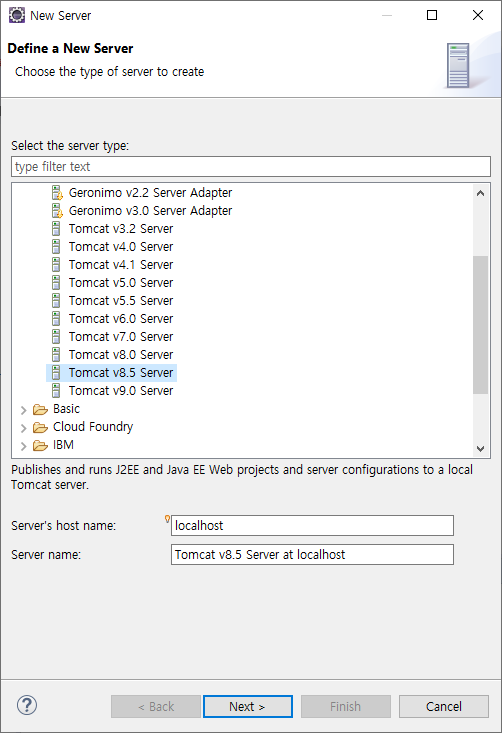 New Server
Define a New Server
Choose the type of server to create
Select the server type:
type filter text
Geronimo v2.2 Server Adapter
Geronimo v3.0 Server Adapter
Tomcat v3.2 Server
Tomcat v4.0 Server
Tomcat v4.1 Server
Tomcat v5.0 Server
Tomcat v5.5 Server
Tomcat v6.0 Server
Tomcat v7.0 Server
Tomcat v8.0 Server
Tomcat v8.5 Server
Tomcat v9.0 Server
Basic
Cloud Foundry
IBM
Publishes and runs J2EE and Java EE Web projects and server configurations to a local
Tomcat server.
Server's host name: localhost
Server name: Tomcat v8.5 Server at localhost
? < Back Next > Finish Cancel